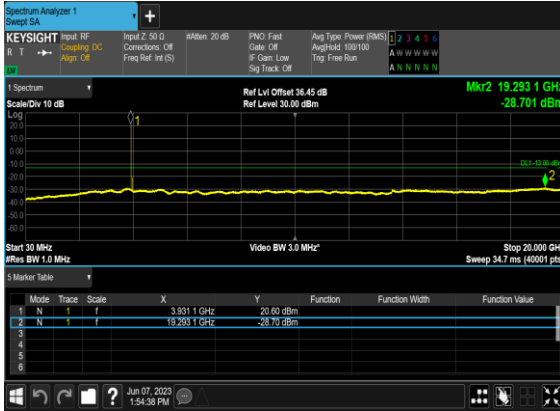 Spectrum Analyzer 1
Swept SA
+
KEYSIGHT
R T
Input: RF
Coupling: DC
Align: Off
Input Z: 50 Ω
Corrections: Off
Freq Ref: Int (S)
#Atten: 20 dB
PNO: Fast
Gate: Off
IF Gain: Low
Sig Track: Off
Avg Type: Power (RMS)
Avg|Hold: 100/100
Trig: Free Run
1 2 3 4 5 6
A W W W W W
A N N N N N
1 Spectrum
Scale/Div 10 dB
Ref Lvl Offset 36.45 dB
Ref Level 30.00 dBm
Mkr2 19.293 1 GHz
-28.701 dBm
Log
20.0
10.0
0.00
-10.0
-20.0
-30.0
-40.0
-50.0
-60.0
1
DL1 -13.00 dBm
2
Start 30 MHz
#Res BW 1.0 MHz
Video BW 3.0 MHz*
Stop 20.000 GHz
Sweep 34.7 ms (40001 pts)
5 Marker Table
Mode Trace Scale X Y Function Function Width Function Value
1 N 1 f 3.931 1 GHz 20.60 dBm
2 N 1 f 19.293 1 GHz -28.70 dBm
3
4
5
6
?
Jun 07, 2023
1:54:38 PM